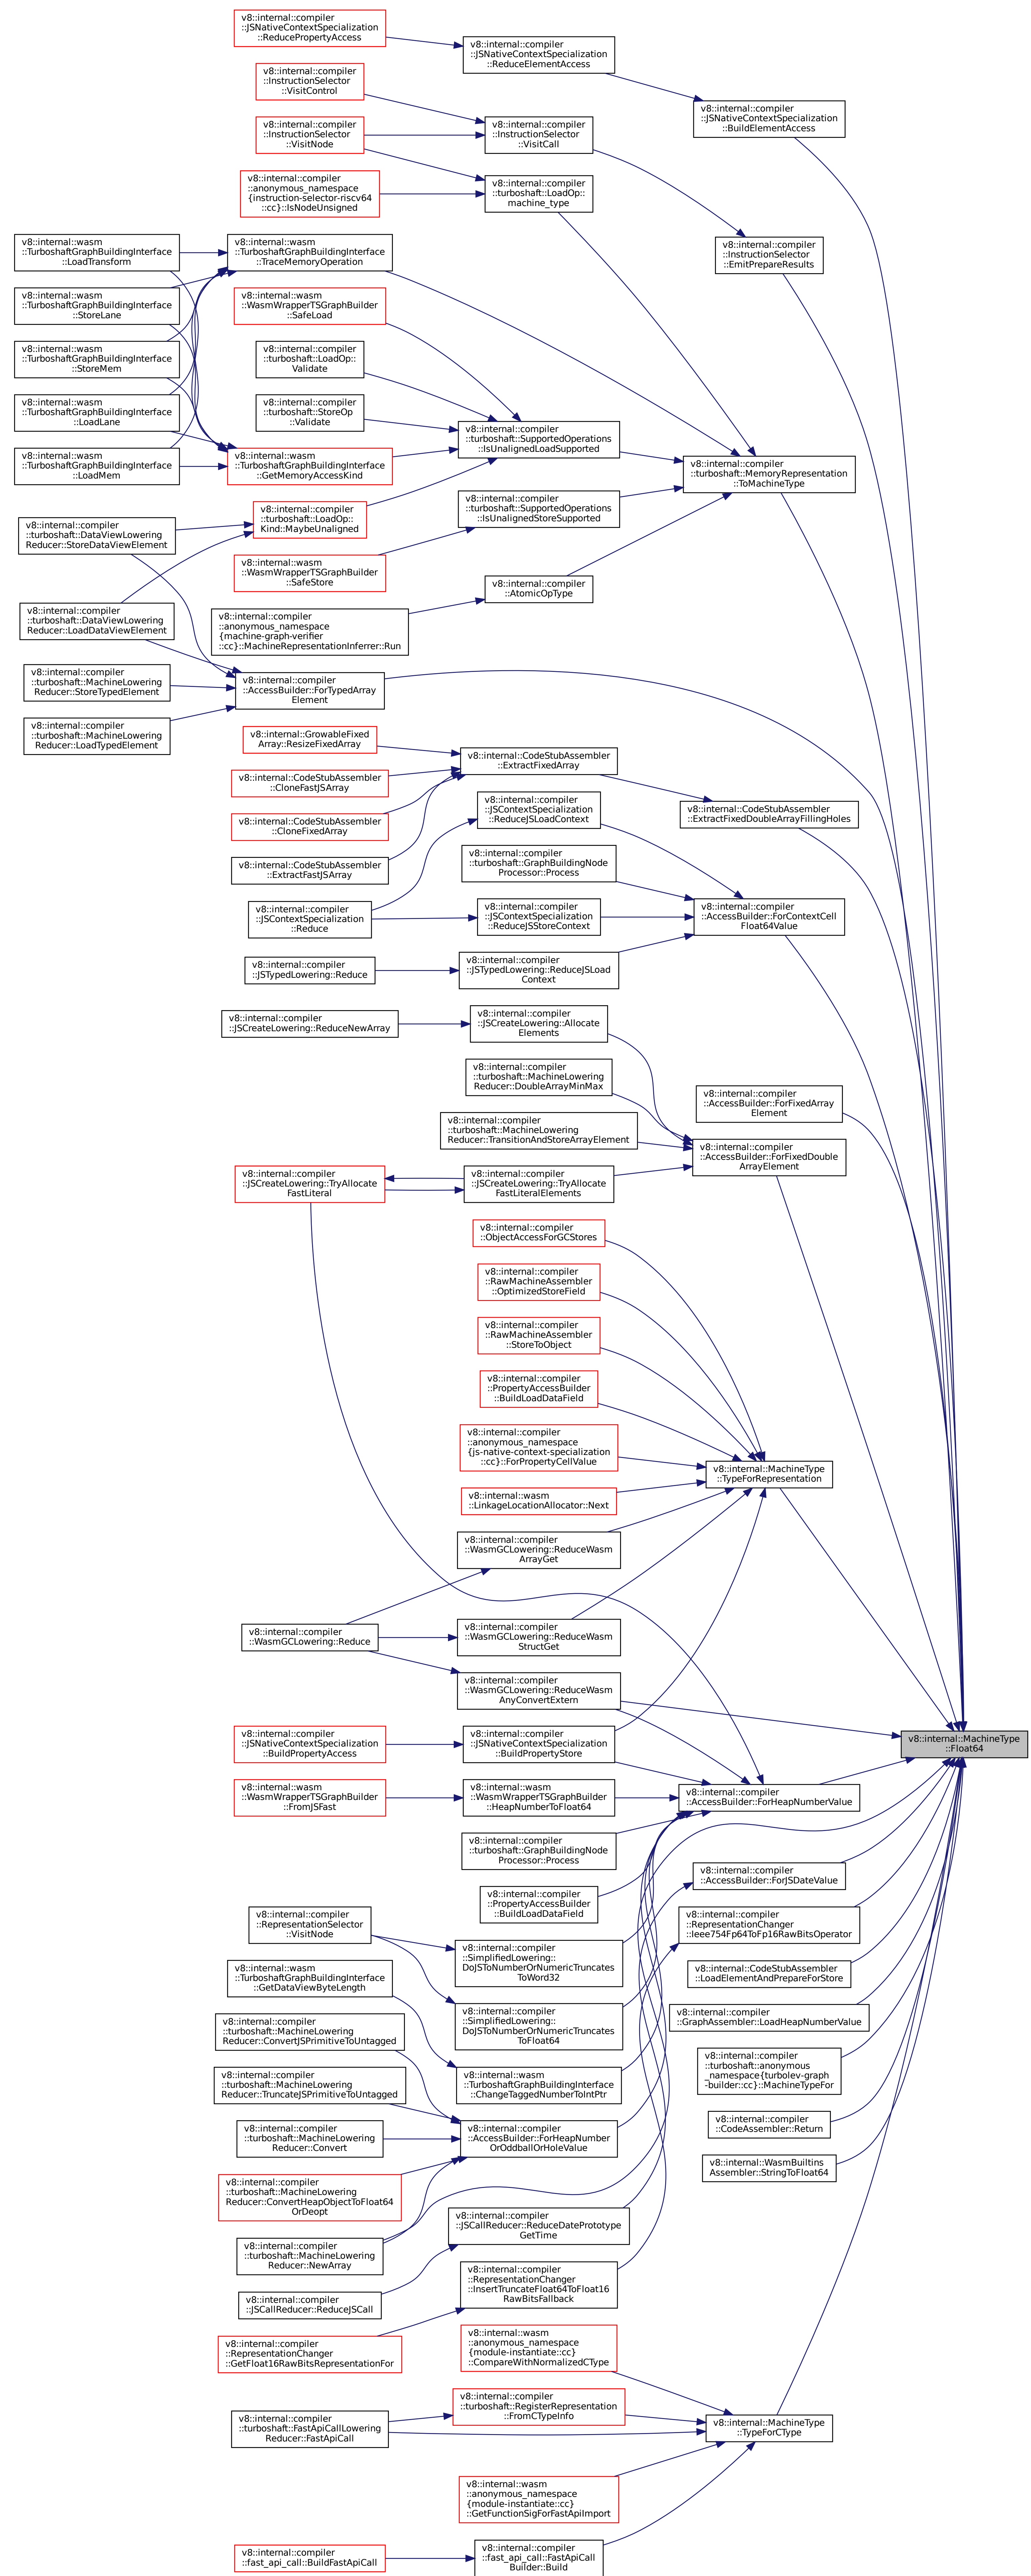 v8::internal::compiler
::JSNativeContextSpecialization
::ReducePropertyAccess
v8::internal::compiler
::JSNativeContextSpecialization
::ReduceElementAccess
v8::internal::compiler
::InstructionSelector
::VisitControl
v8::internal::compiler
::JSNativeContextSpecialization
::BuildElementAccess
v8::internal::compiler
::InstructionSelector
::VisitNode
v8::internal::compiler
::InstructionSelector
::VisitCall
v8::internal::compiler
::anonymous_namespace
{instruction-selector-riscv64
::cc}::IsNodeUnsigned
v8::internal::compiler
::turboshaft::LoadOp::
machine_type
v8::internal::compiler
::InstructionSelector
::EmitPrepareResults
v8::internal::wasm
::TurboshaftGraphBuildingInterface
::LoadTransform
v8::internal::wasm
::TurboshaftGraphBuildingInterface
::TraceMemoryOperation
v8::internal::wasm
::TurboshaftGraphBuildingInterface
::StoreLane
v8::internal::wasm
::WasmWrapperTSGraphBuilder
::SafeLoad
v8::internal::wasm
::TurboshaftGraphBuildingInterface
::StoreMem
v8::internal::compiler
::turboshaft::LoadOp::
Validate
v8::internal::wasm
::TurboshaftGraphBuildingInterface
::LoadLane
v8::internal::compiler
::turboshaft::StoreOp
::Validate
v8::internal::compiler
::turboshaft::SupportedOperations
::IsUnalignedLoadSupported
v8::internal::wasm
::TurboshaftGraphBuildingInterface
::LoadMem
v8::internal::wasm
::TurboshaftGraphBuildingInterface
::GetMemoryAccessKind
v8::internal::compiler
::turboshaft::MemoryRepresentation
::ToMachineType
v8::internal::compiler
::turboshaft::LoadOp::
Kind::MaybeUnaligned
v8::internal::compiler
::turboshaft::SupportedOperations
::IsUnalignedStoreSupported
v8::internal::compiler
::turboshaft::DataViewLowering
Reducer::StoreDataViewElement
v8::internal::wasm
::WasmWrapperTSGraphBuilder
::SafeStore
v8::internal::compiler
::AtomicOpType
v8::internal::compiler
::turboshaft::DataViewLowering
Reducer::LoadDataViewElement
v8::internal::compiler
::anonymous_namespace
{machine-graph-verifier
::cc}::MachineRepresentationInferrer::Run
v8::internal::compiler
::turboshaft::MachineLowering
Reducer::StoreTypedElement
v8::internal::compiler
::AccessBuilder::ForTypedArray
Element
v8::internal::compiler
::turboshaft::MachineLowering
Reducer::LoadTypedElement
v8::internal::GrowableFixed
Array::ResizeFixedArray
v8::internal::CodeStubAssembler
::ExtractFixedArray
v8::internal::CodeStubAssembler
::CloneFastJSArray
v8::internal::compiler
::JSContextSpecialization
::ReduceJSLoadContext
v8::internal::CodeStubAssembler
::ExtractFixedDoubleArrayFillingHoles
v8::internal::CodeStubAssembler
::CloneFixedArray
v8::internal::compiler
::turboshaft::GraphBuildingNode
Processor::Process
v8::internal::CodeStubAssembler
::ExtractFastJSArray
v8::internal::compiler
::JSContextSpecialization
::Reduce
v8::internal::compiler
::JSContextSpecialization
::ReduceJSStoreContext
v8::internal::compiler
::AccessBuilder::ForContextCell
Float64Value
v8::internal::compiler
::JSTypedLowering::Reduce
v8::internal::compiler
::JSTypedLowering::ReduceJSLoad
Context
v8::internal::compiler
::JSCreateLowering::ReduceNewArray
v8::internal::compiler
::JSCreateLowering::Allocate
Elements
v8::internal::compiler
::turboshaft::MachineLowering
Reducer::DoubleArrayMinMax
v8::internal::compiler
::AccessBuilder::ForFixedArray
Element
v8::internal::compiler
::turboshaft::MachineLowering
Reducer::TransitionAndStoreArrayElement
v8::internal::compiler
::AccessBuilder::ForFixedDouble
ArrayElement
v8::internal::compiler
::JSCreateLowering::TryAllocate
FastLiteral
v8::internal::compiler
::JSCreateLowering::TryAllocate
FastLiteralElements
v8::internal::compiler
::ObjectAccessForGCStores
v8::internal::compiler
::RawMachineAssembler
::OptimizedStoreField
v8::internal::compiler
::RawMachineAssembler
::StoreToObject
v8::internal::compiler
::PropertyAccessBuilder
::BuildLoadDataField
v8::internal::compiler
::anonymous_namespace
{js-native-context-specialization
::cc}::ForPropertyCellValue
v8::internal::MachineType
::TypeForRepresentation
v8::internal::wasm
::LinkageLocationAllocator::Next
v8::internal::compiler
::WasmGCLowering::ReduceWasm
ArrayGet
v8::internal::compiler
::WasmGCLowering::Reduce
v8::internal::compiler
::WasmGCLowering::ReduceWasm
StructGet
v8::internal::compiler
::WasmGCLowering::ReduceWasm
AnyConvertExtern
v8::internal::MachineType
::Float64
v8::internal::compiler
::JSNativeContextSpecialization
::BuildPropertyAccess
v8::internal::compiler
::JSNativeContextSpecialization
::BuildPropertyStore
v8::internal::wasm
::WasmWrapperTSGraphBuilder
::FromJSFast
v8::internal::wasm
::WasmWrapperTSGraphBuilder
::HeapNumberToFloat64
v8::internal::compiler
::AccessBuilder::ForHeapNumberValue
v8::internal::compiler
::turboshaft::GraphBuildingNode
Processor::Process
v8::internal::compiler
::AccessBuilder::ForJSDateValue
v8::internal::compiler
::PropertyAccessBuilder
::BuildLoadDataField
v8::internal::compiler
::RepresentationSelector
::VisitNode
v8::internal::compiler
::RepresentationChanger
::Ieee754Fp64ToFp16RawBitsOperator
v8::internal::compiler
::SimplifiedLowering::
DoJSToNumberOrNumericTruncates
ToWord32
v8::internal::CodeStubAssembler
::LoadElementAndPrepareForStore
v8::internal::wasm
::TurboshaftGraphBuildingInterface
::GetDataViewByteLength
v8::internal::compiler
::SimplifiedLowering::
DoJSToNumberOrNumericTruncates
ToFloat64
v8::internal::compiler
::GraphAssembler::LoadHeapNumberValue
v8::internal::compiler
::turboshaft::MachineLowering
Reducer::ConvertJSPrimitiveToUntagged
v8::internal::compiler
::turboshaft::anonymous
_namespace{turbolev-graph
-builder::cc}::MachineTypeFor
v8::internal::compiler
::turboshaft::MachineLowering
Reducer::TruncateJSPrimitiveToUntagged
v8::internal::wasm
::TurboshaftGraphBuildingInterface
::ChangeTaggedNumberToIntPtr
v8::internal::compiler
::CodeAssembler::Return
v8::internal::compiler
::turboshaft::MachineLowering
Reducer::Convert
v8::internal::compiler
::AccessBuilder::ForHeapNumber
OrOddballOrHoleValue
v8::internal::WasmBuiltins
Assembler::StringToFloat64
v8::internal::compiler
::turboshaft::MachineLowering
Reducer::ConvertHeapObjectToFloat64
OrDeopt
v8::internal::compiler
::JSCallReducer::ReduceDatePrototype
GetTime
v8::internal::compiler
::turboshaft::MachineLowering
Reducer::NewArray
v8::internal::compiler
::RepresentationChanger
::InsertTruncateFloat64ToFloat16
RawBitsFallback
v8::internal::compiler
::JSCallReducer::ReduceJSCall
v8::internal::compiler
::RepresentationChanger
::GetFloat16RawBitsRepresentationFor
v8::internal::wasm
::anonymous_namespace
{module-instantiate::cc}
::CompareWithNormalizedCType
v8::internal::compiler
::turboshaft::RegisterRepresentation
::FromCTypeInfo
v8::internal::compiler
::turboshaft::FastApiCallLowering
Reducer::FastApiCall
v8::internal::MachineType
::TypeForCType
v8::internal::wasm
::anonymous_namespace
{module-instantiate::cc}
::GetFunctionSigForFastApiImport
v8::internal::compiler
::fast_api_call::BuildFastApiCall
v8::internal::compiler
::fast_api_call::FastApiCall
Builder::Build